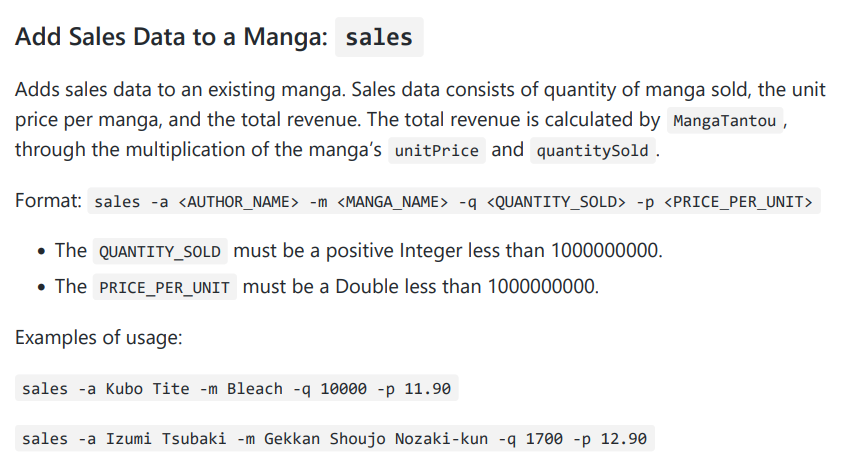 Add Sales Data to a Manga: sales
Adds sales data to an existing manga. Sales data consists of quantity of manga sold, the unit
price per manga, and the total revenue. The total revenue is calculated by MangaTantou ,
through the multiplication of the manga’s unitPrice and quantitySold .
Format: sales -a <AUTHOR_NAME> -m <MANGA_NAME> -q <QUANTITY_SOLD> -p <PRICE_PER_UNIT>
• The QUANTITY_SOLD must be a positive Integer less than 1000000000.
• The PRICE_PER_UNIT must be a Double less than 1000000000.
Examples of usage:
sales -a Kubo Tite -m Bleach -q 10000 -p 11.90
sales -a Izumi Tsubaki -m Gekkan Shoujo Nozaki-kun -q 1700 -p 12.90